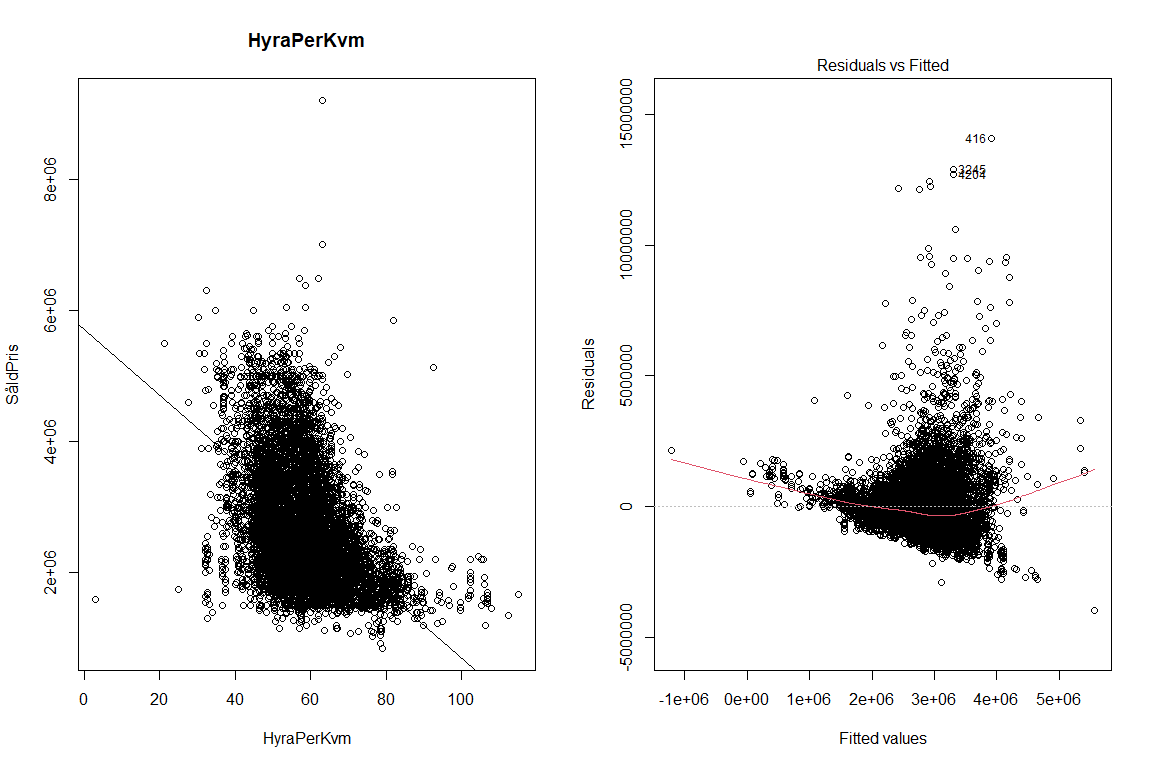 HyraPerKvm
SåldPris
8e+06
6e+06
4e+06
2e+06
0
20
40
60
80
100
HyraPerKvm
Residuals vs Fitted
Residuals
15000000
10000000
5000000
0
-5000000
416
3245
4204
-1e+06
0e+00
1e+06
2e+06
3e+06
4e+06
5e+06
Fitted values